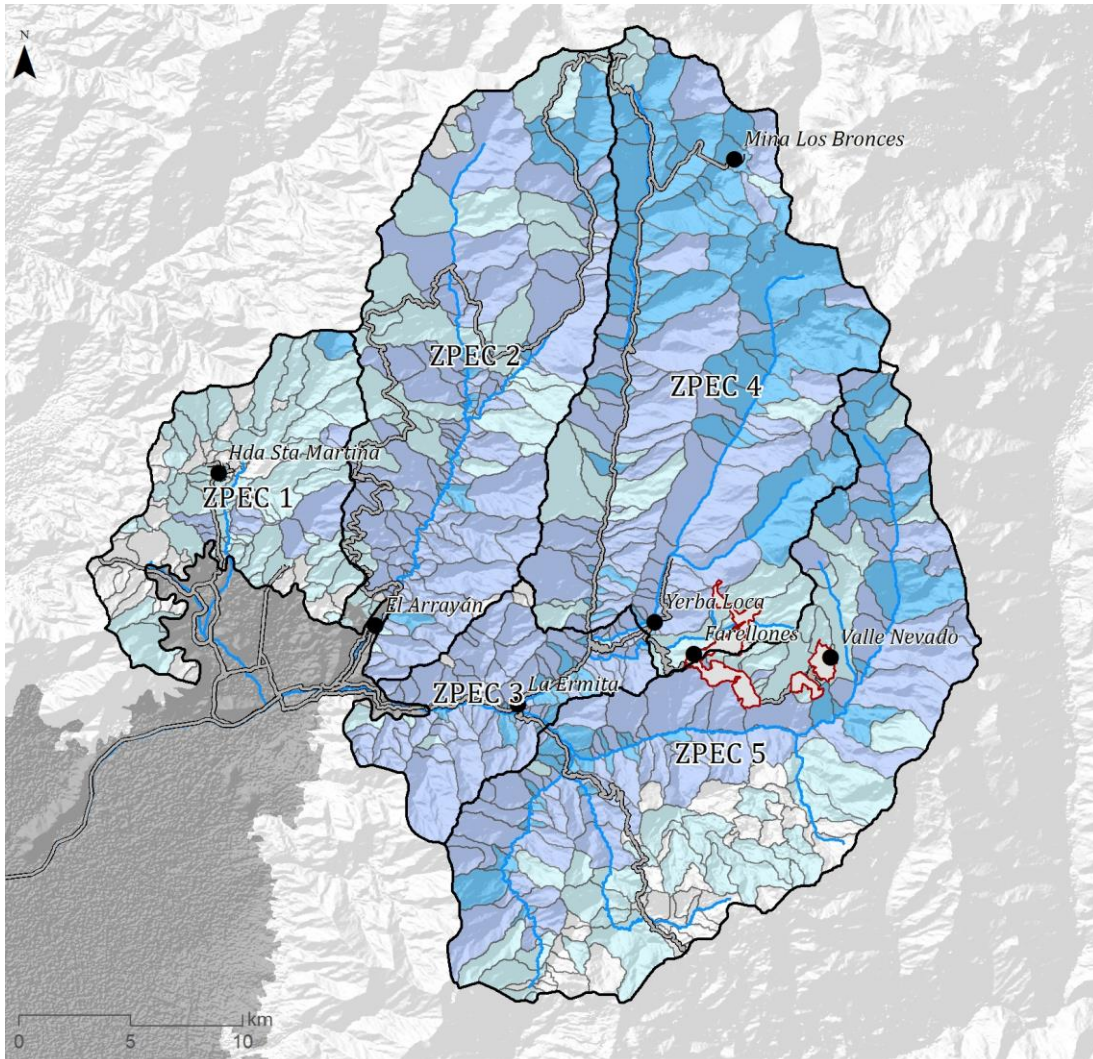 N
Mina Los Bronces
ZPEC 2
ZPEC 4
Hda Sta Martina
ZPEC 1
El Arrayán
Yerba Loca
Farellones
Valle Nevado
ZPEC 3
La Ermita
ZPEC 5
km
0 5 10